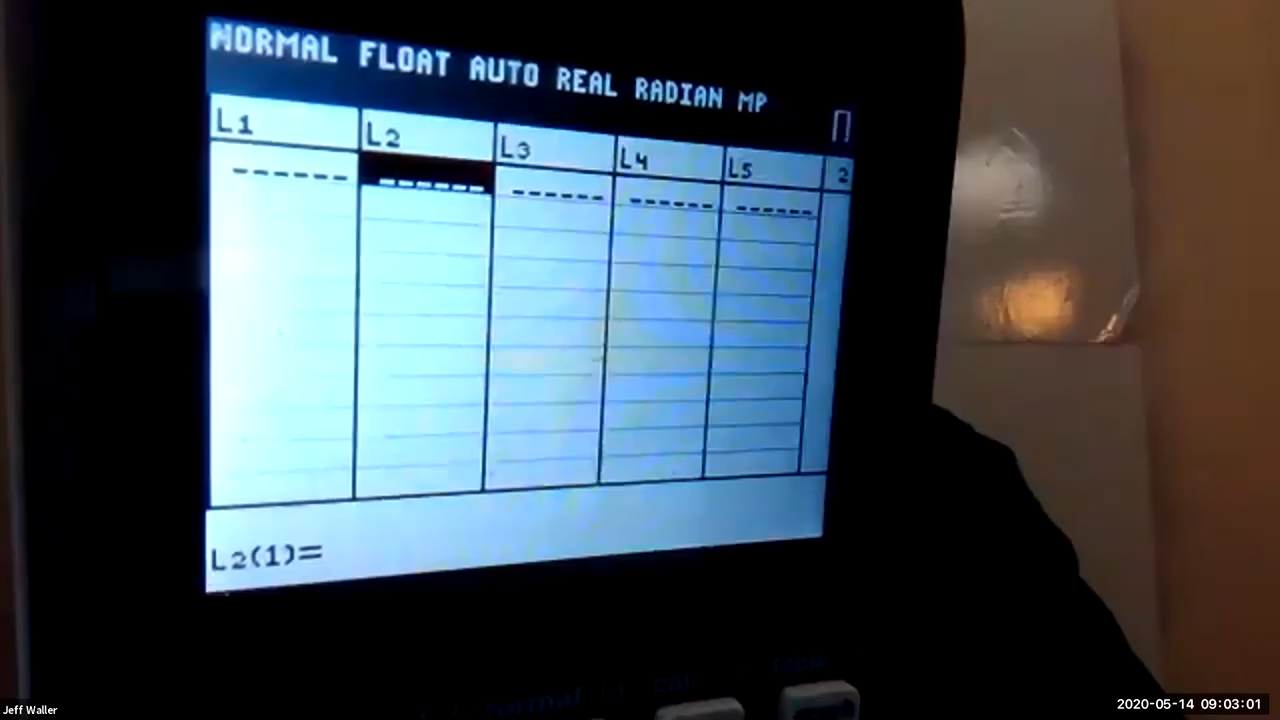 NORMAL FLOAT AUTO REAL RADIAN MP
L1 L2 L3 L4 L5 2
------ ------ ------ ------ ------
L2(1)=
Jeff Waller
2020-05-14 09:03:01